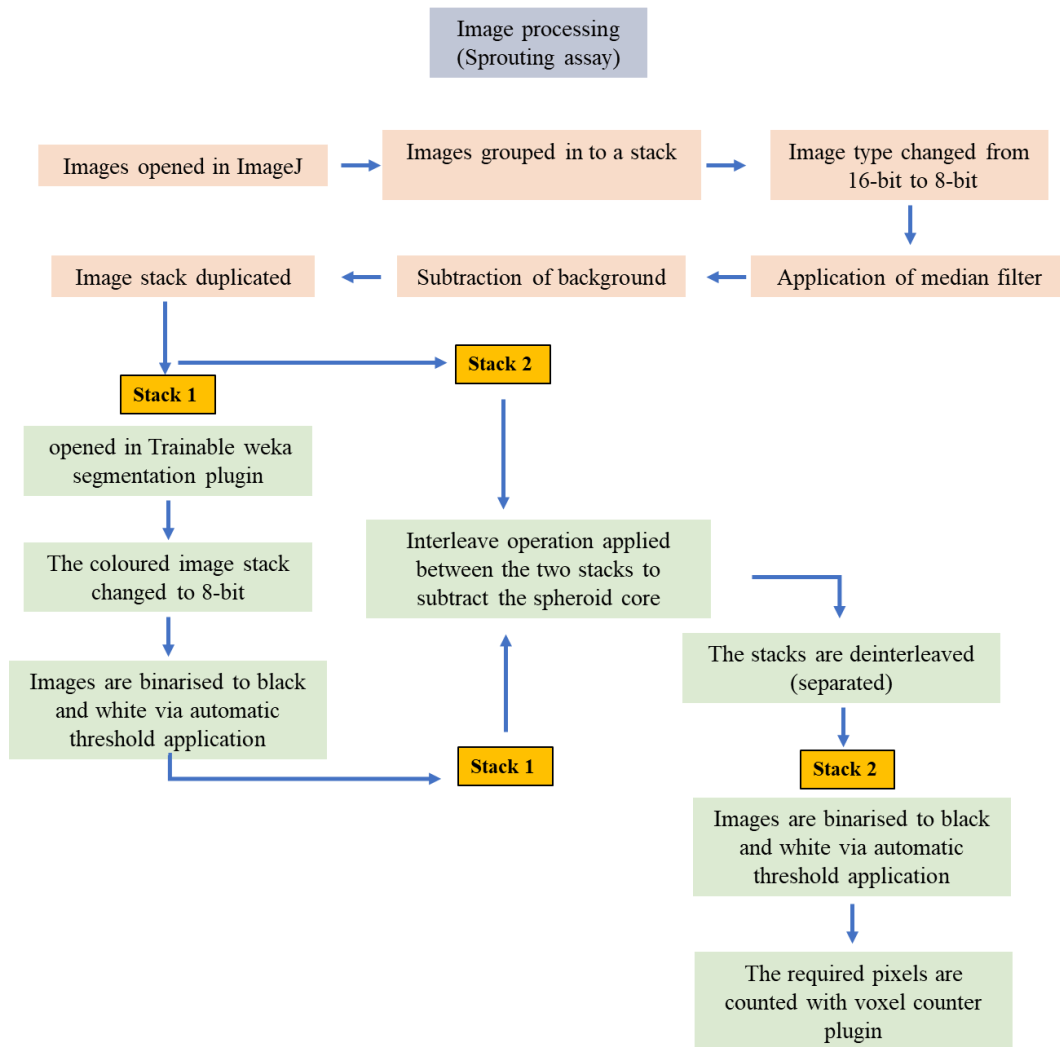 Image processing
(Sprouting assay)
Images opened in ImageJ
Images grouped in to a stack
Image type changed from
16-bit to 8-bit
Application of median filter
Subtraction of background
Image stack duplicated
Stack 1
Stack 2
opened in Trainable weka
segmentation plugin
The coloured image stack
changed to 8-bit
Images are binarised to black
and white via automatic
threshold application
Stack 1
Interleave operation applied
between the two stacks to
subtract the spheroid core
The stacks are deinterleaved
(separated)
Stack 2
Images are binarised to black
and white via automatic
threshold application
The required pixels are
counted with voxel counter
plugin